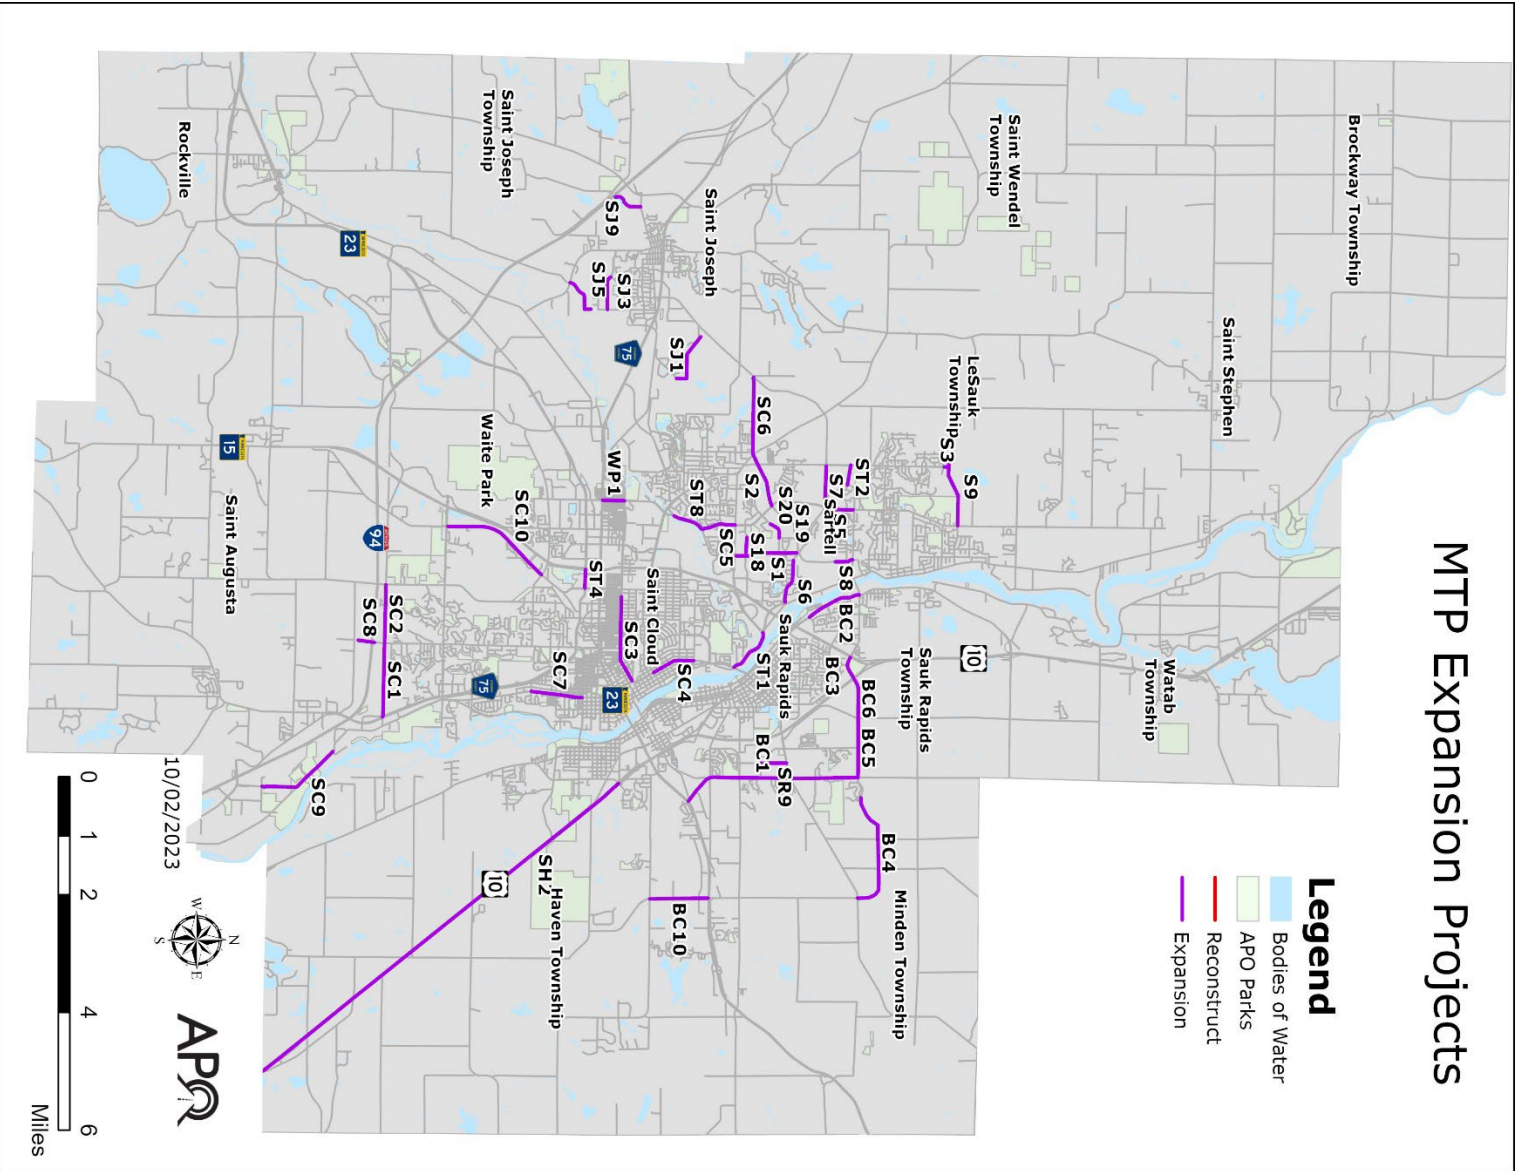 MTP Expansion Projects
Legend
Bodies of Water
APO Parks
Reconstruct
Expansion
Brockway Township
Saint Stephen
Watab
Township
Saint Wendel
Township
LeSauk
Township
S3
S9
10
Sauk Rapids
Township
Minden Township
BC4
ST2
S7
S5
Sartell
S8
BC2
BC3
BC6
BC5
SC6
S2
S20
S19
S18
S1
S6
Sauk Rapids
ST1
BC1
SR9
Saint Joseph
SJ1
ST8
SC5
SC4
BC10
SJ9
SJ3
SJ5
75
WP1
ST4
Saint Cloud
SC3
23
SC7
SH2
Haven Township
10
Saint Joseph
Township
Waite Park
SC10
75
23
94
SC2
SC8
SC1
SC9
Rockville
15
Saint Augusta
10/02/2023
N
W
E
S
APO
0
1
2
4
6
Miles